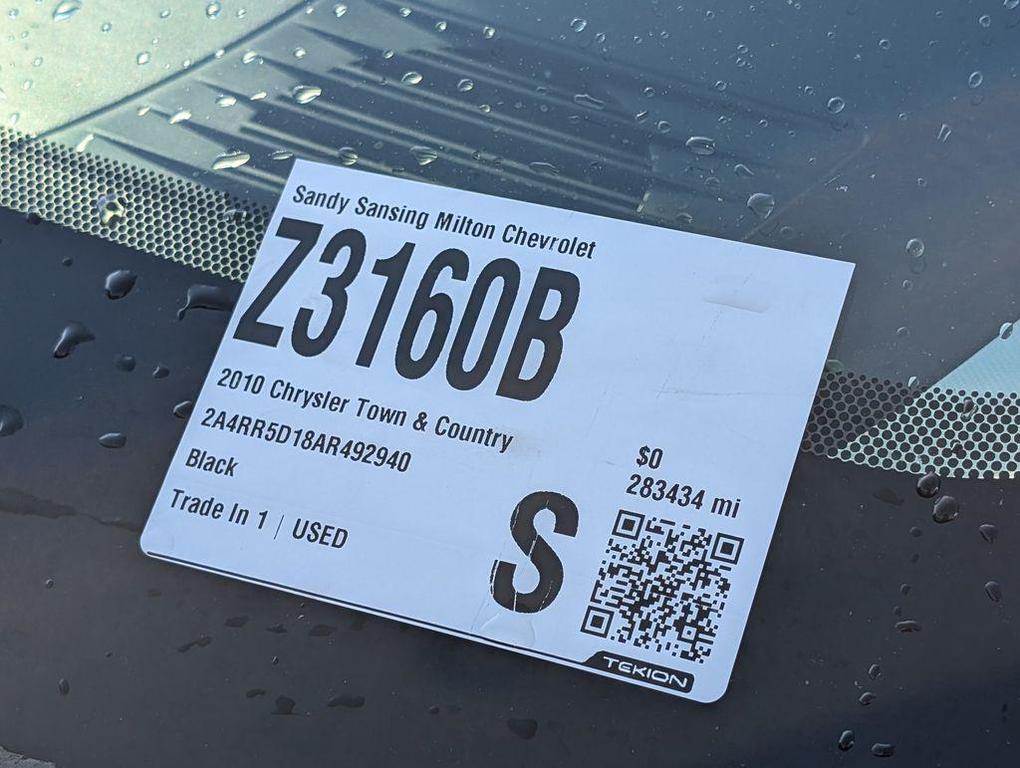 Sandy Sansing Milton Chevrolet
Z3160B
2010 Chrysler Town & Country
2A4RR5D18AR492940
Black
Trade In 1 | USED
$0
283434 mi
S
TEKION